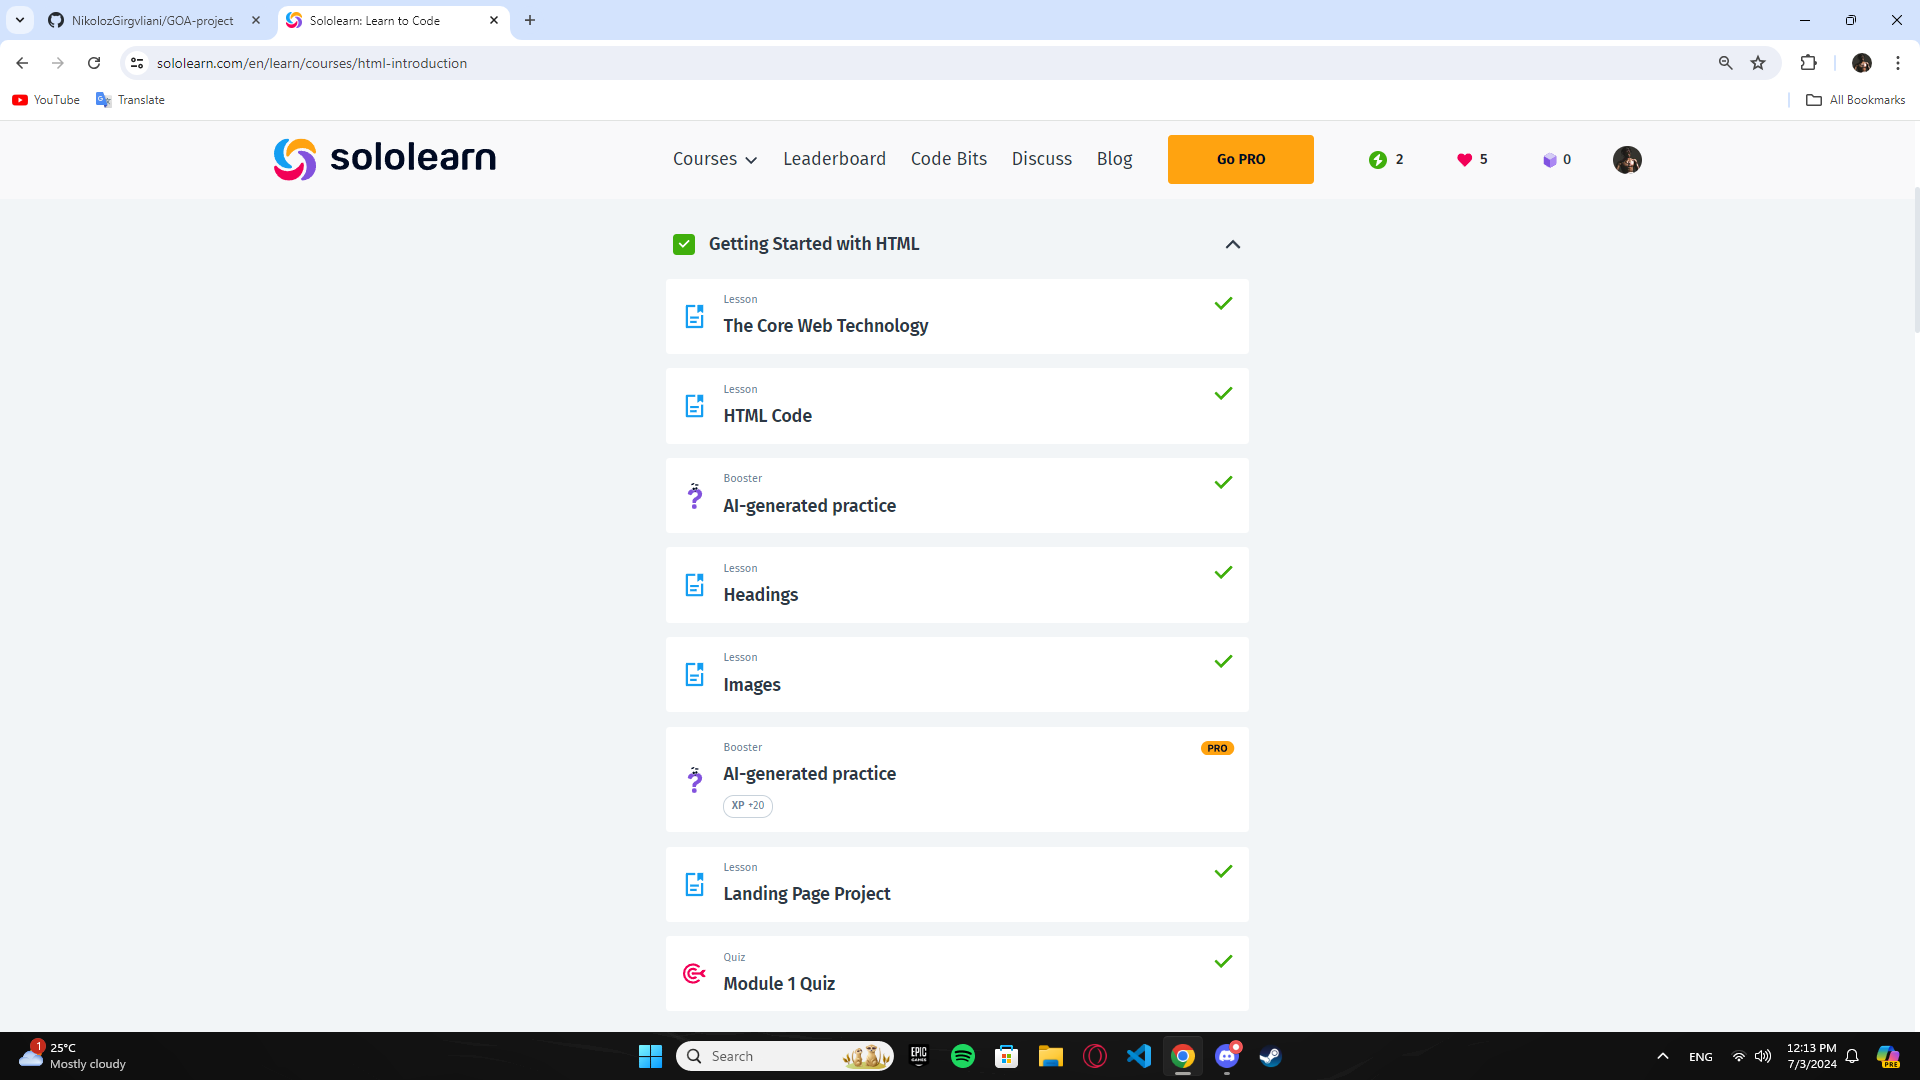 NikolozGirgvliani/GOA-project
Sololearn: Learn to Code
sololearn.com/en/learn/courses/html-introduction
YouTube
Translate
All Bookmarks
sololearn
Courses
Leaderboard
Code Bits
Discuss
Blog
Go PRO
2
5
0
Getting Started with HTML
Lesson
The Core Web Technology
Lesson
HTML Code
Booster
AI-generated practice
Lesson
Headings
Lesson
Images
Booster
PRO
AI-generated practice
XP +20
Lesson
Landing Page Project
Quiz
Module 1 Quiz
1
25°C
Mostly cloudy
Search
EPIC
GAMES
ENG
12:13 PM
7/3/2024
PRE